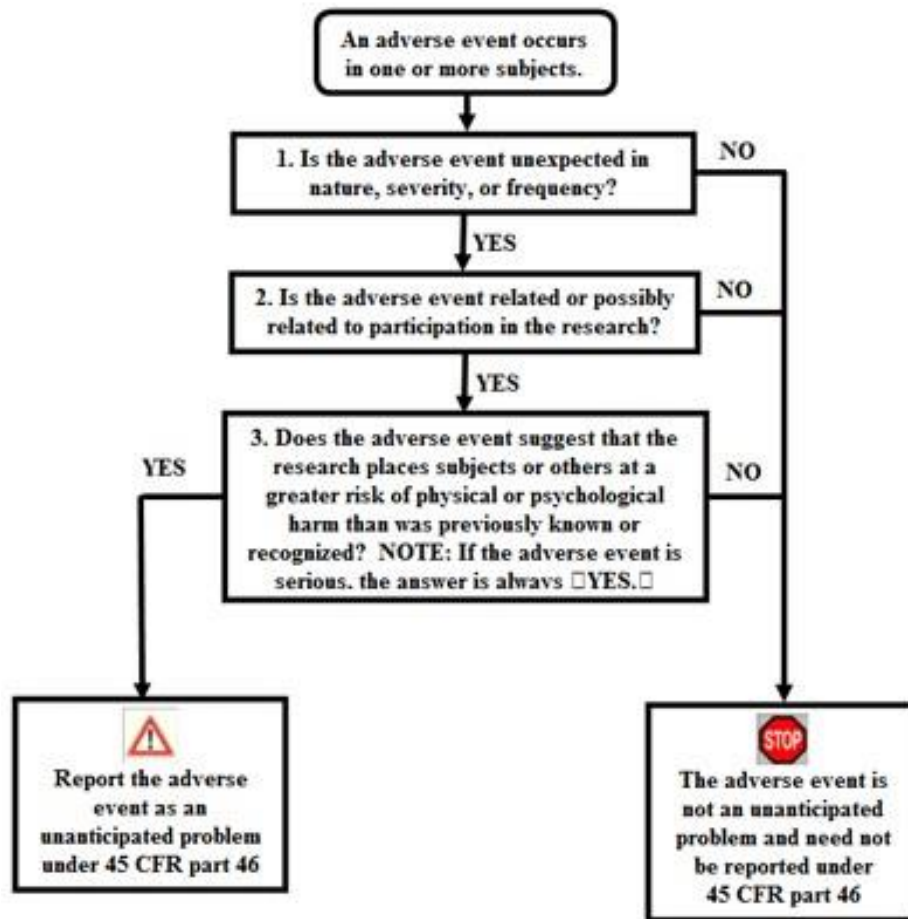 An adverse event occurs
in one or more subjects.
1. Is the adverse event unexpected in
nature, severity, or frequency?
NO
YES
2. Is the adverse event related or possibly
related to participation in the research?
NO
YES
3. Does the adverse event suggest that the
research places subjects or others at a
greater risk of physical or psychological
harm than was previously known or
recognized? NOTE: If the adverse event is
serious. the answer is always □YES.□
YES
NO
Report the adverse
event as an
unanticipated problem
under 45 CFR part 46
STOP
The adverse event is
not an unanticipated
problem and need not
be reported under
45 CFR part 46